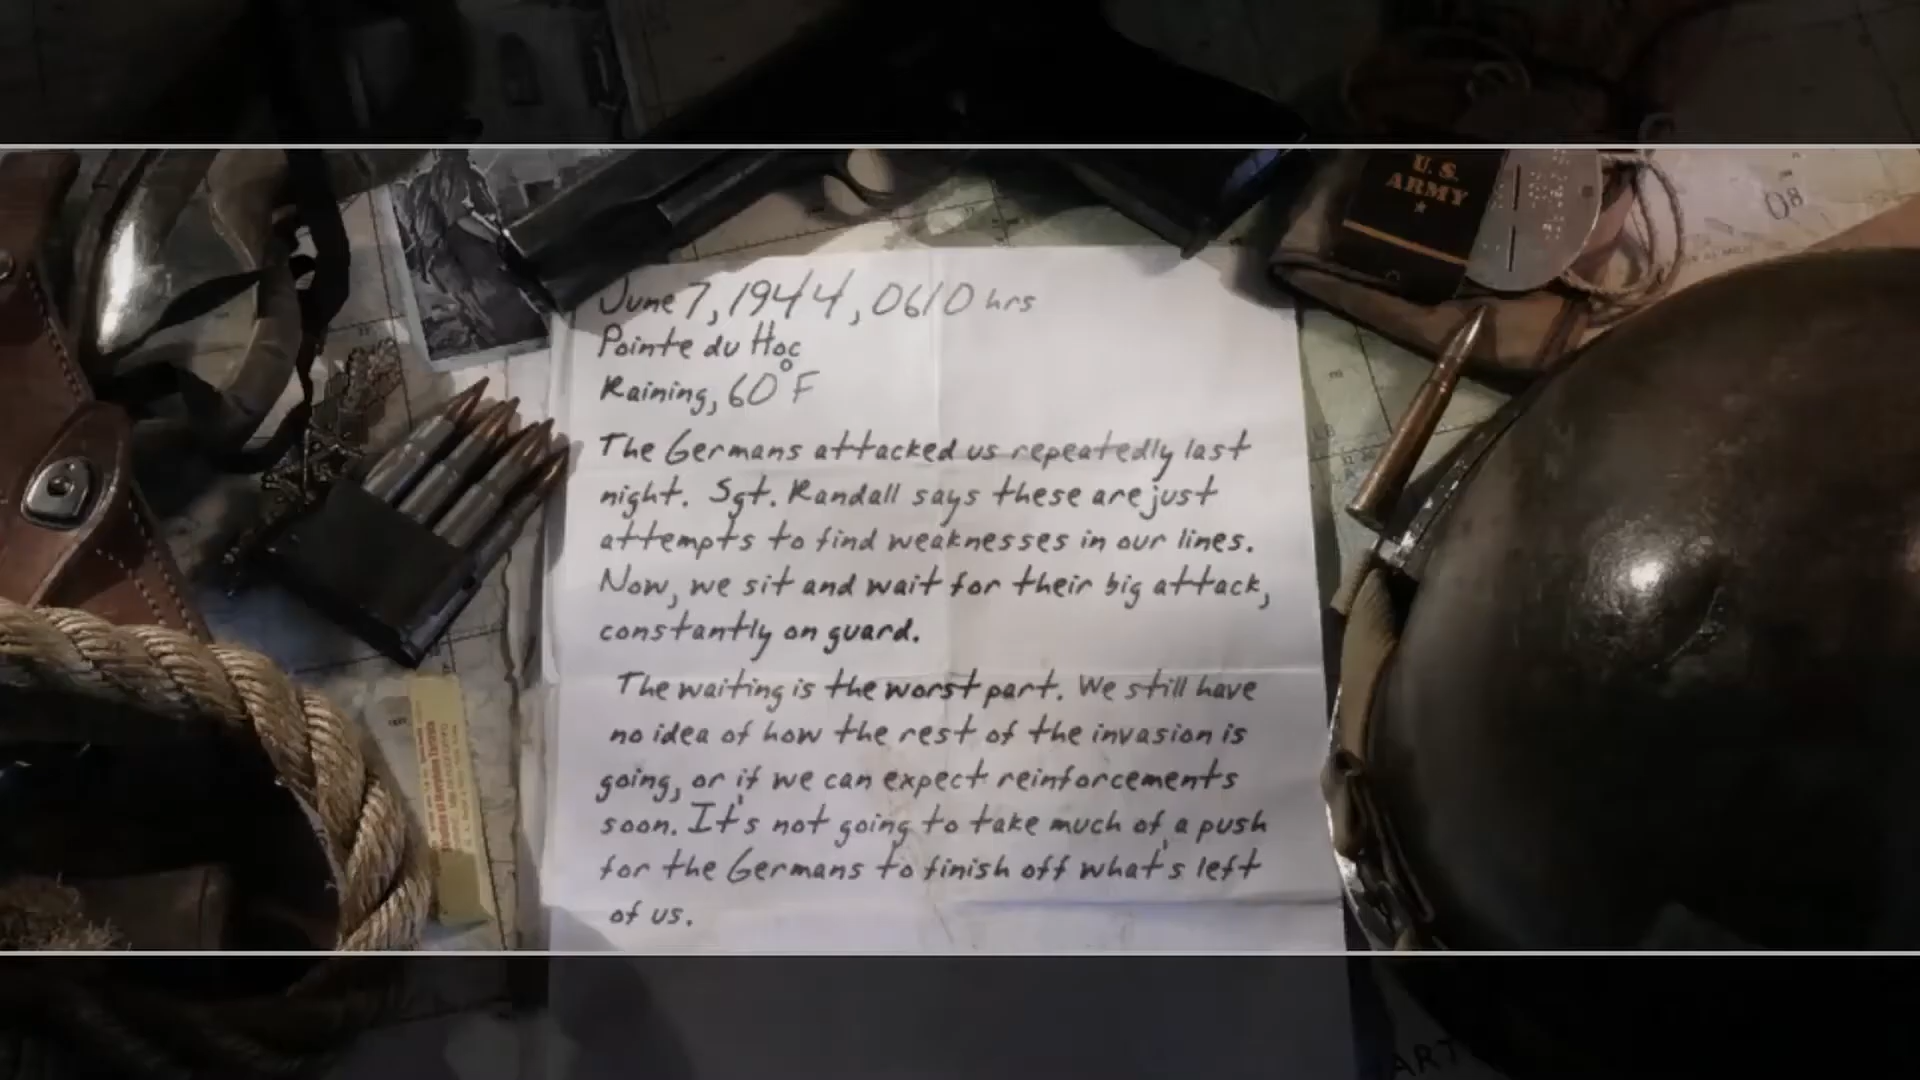 U.S.
ARMY
08
June 7, 1944, 0610 hrs
Pointe du Hoc
Raining, 60°F
The Germans attacked us repeatedly last
night. Sgt. Randall says these are just
attempts to find weaknesses in our lines.
Now, we sit and wait for their big attack,
constantly on guard.
The waiting is the worst part. We still have
no idea of how the rest of the invasion is
going, or if we can expect reinforcements
soon. It's not going to take much of a push
for the Germans to finish off what's left
of us.